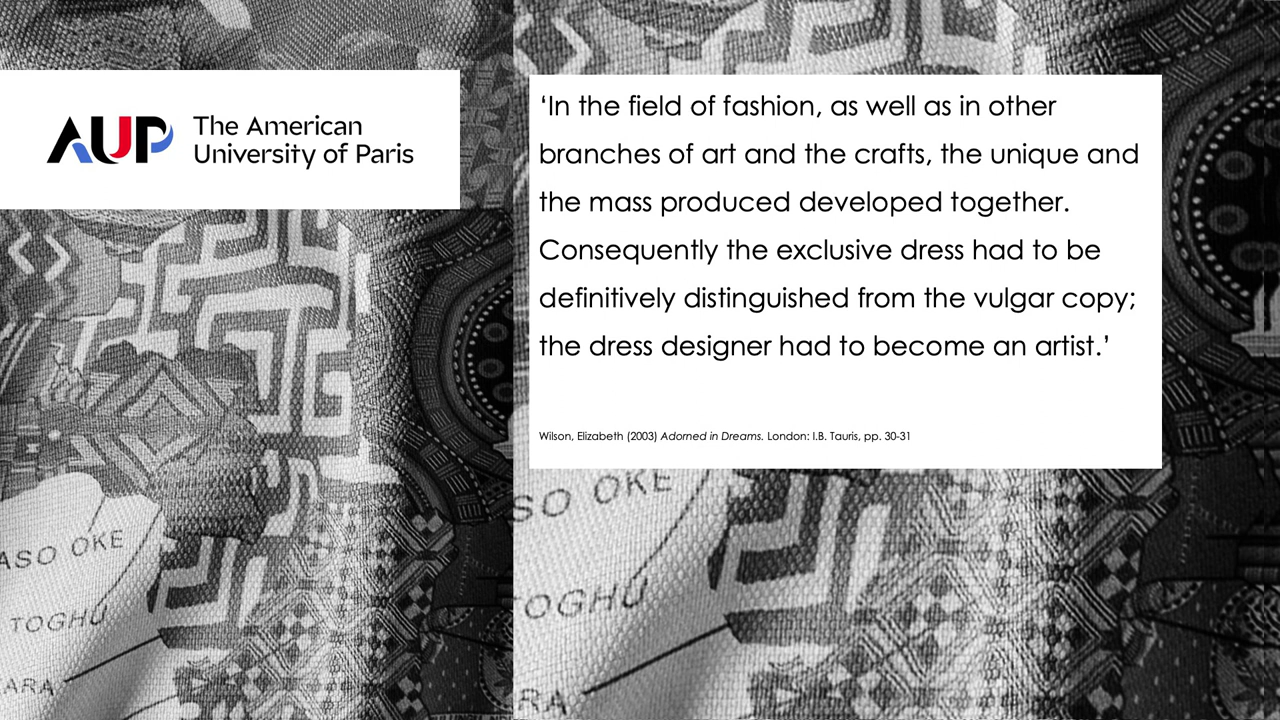 The American
University of Paris
AUP
‘In the field of fashion, as well as in other
branches of art and the crafts, the unique and
the mass produced developed together.
Consequently the exclusive dress had to be
definitively distinguished from the vulgar copy;
the dress designer had to become an artist.’
Wilson, Elizabeth (2003) Adorned in Dreams. London: I.B. Tauris, pp. 30-31
ASO OKE
TOGHU
ARA
SO OKE
OGHU
RA